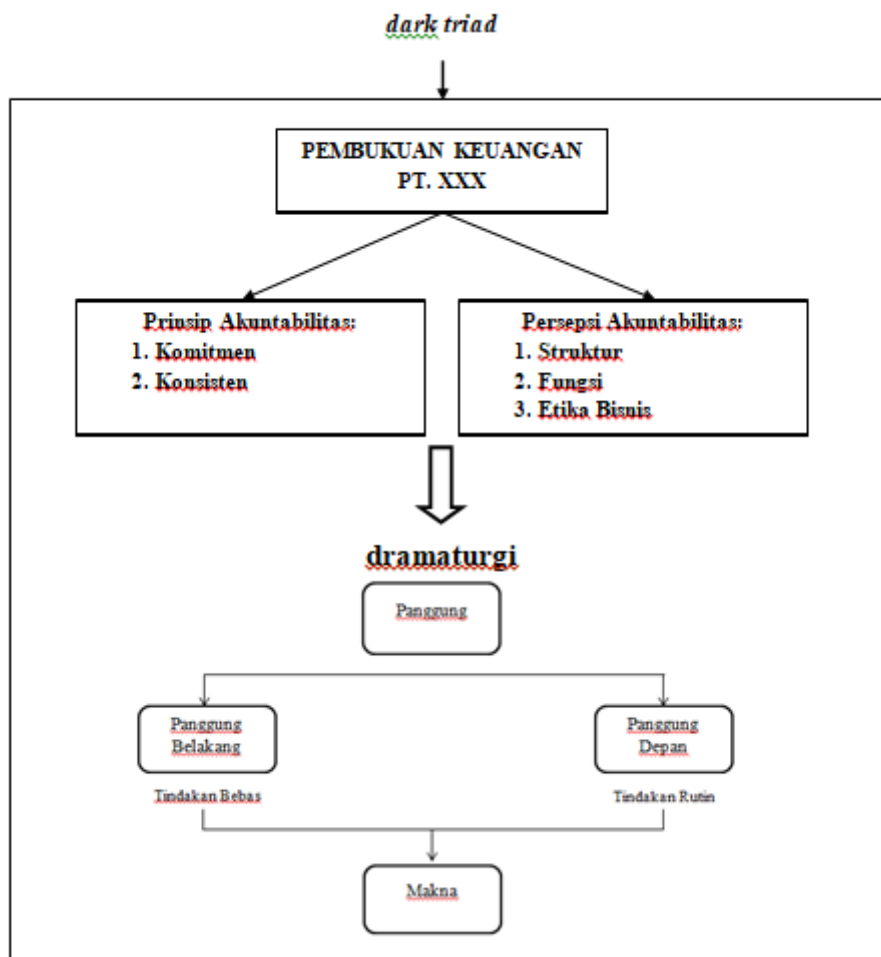 dark triad
PEMBUKUAN KEUANGAN
PT. XXX
Prinsip Akuntabilitas:
1. Komitmen
2. Konsisten
Persepsi Akuntabilitas:
1. Struktur
2. Fungsi
3. Etika Bisnis
dramaturgi
Panggung
Panggung
Belakang
Panggung
Depan
Tindakan Bebas
Tindakan Rutin
Makna